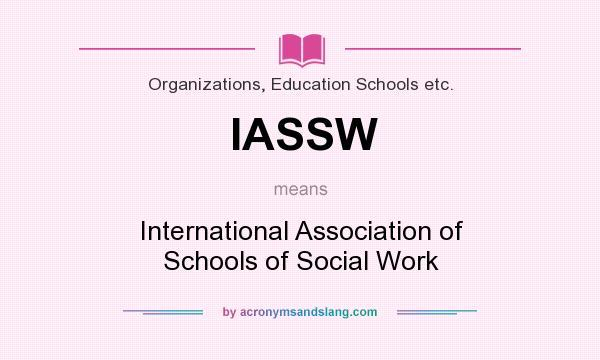 Organizations, Education Schools etc.
IASSW
means
International Association of
Schools of Social Work
by acronymsandslang.com